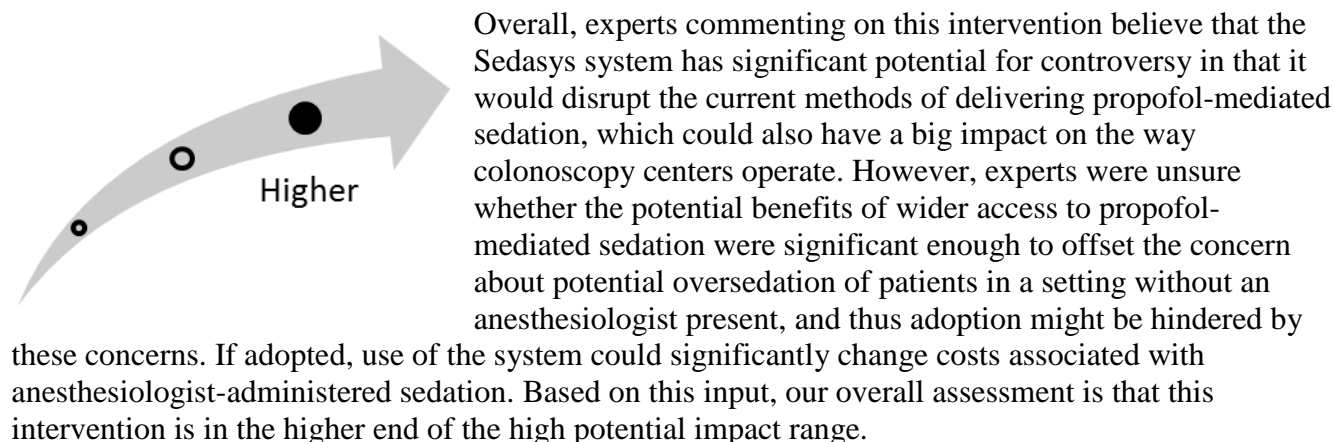 Overall, experts commenting on this intervention believe that the
Sedasys system has significant potential for controversy in that it
would disrupt the current methods of delivering propofol-mediated
sedation, which could also have a big impact on the way
colonoscopy centers operate. However, experts were unsure
whether the potential benefits of wider access to propofol-
mediated sedation were significant enough to offset the concern
about potential oversedation of patients in a setting without an
anesthesiologist present, and thus adoption might be hindered by
these concerns. If adopted, use of the system could significantly change costs associated with
anesthesiologist-administered sedation. Based on this input, our overall assessment is that this
intervention is in the higher end of the high potential impact range.
Higher